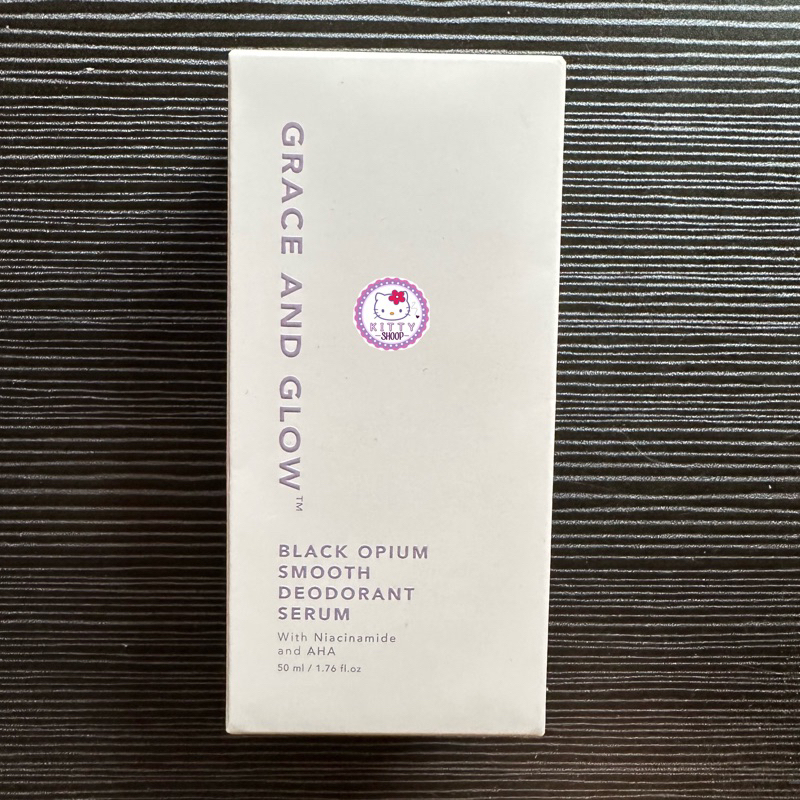 GRACE AND GLOW™
KITTY
SHOOP
BLACK OPIUM
SMOOTH
DEODORANT
SERUM
With Niacinamide
and AHA
50 ml / 1.76 fl.oz